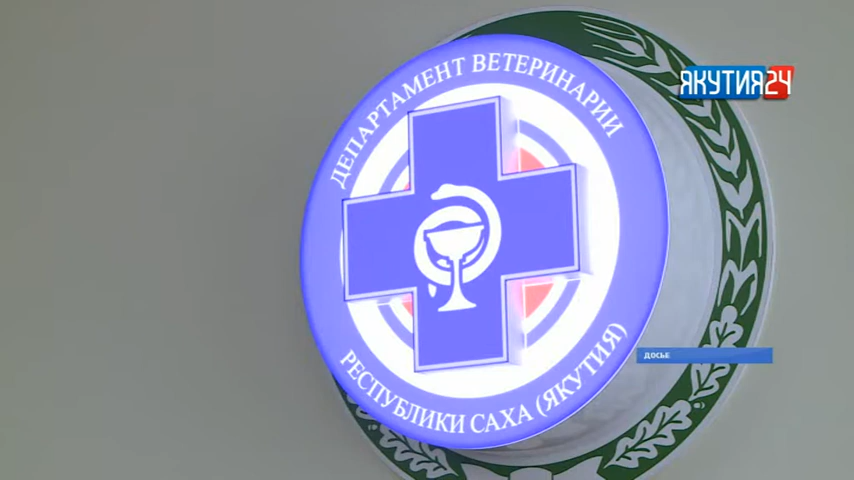 ДЕПАРТАМЕНТ ВЕТЕРИНАРИИ
ЯКУТИЯ24
ДОСЬЕ
РЕСПУБЛИКИ САХА (ЯКУТИЯ)